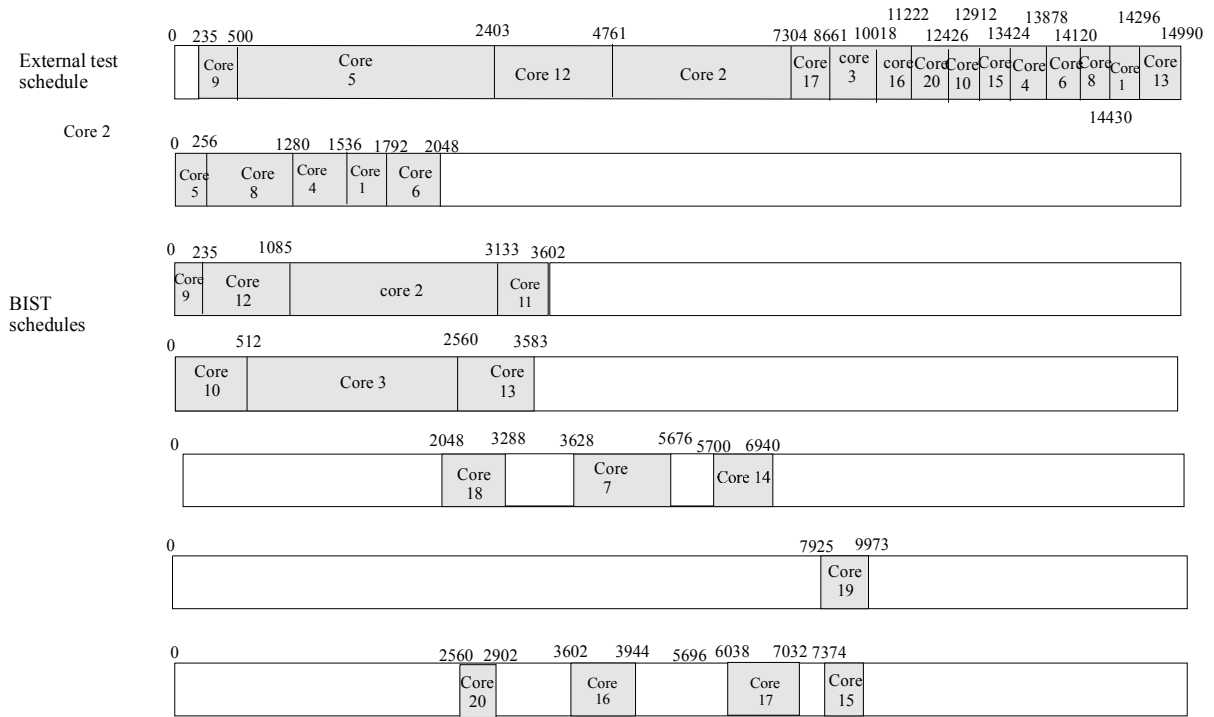 11222 12912 13878 14296
0 235 500 2403 4761 7304 8661 10018 12426 13424 14120 14990
External test
schedule
Core
9
Core
5
Core 12
Core 2
Core
17
core
3
core
16
Core
20
Core
10
Core
15
Core
4
Core
6
Core
8
Core
1
Core
13
14430
Core 2
0 256 1280 1536 1792 2048
Core
5
Core
8
Core
4
Core
1
Core
6
0 235 1085 3133 3602
Core
9
Core
12
core 2
Core
11
BIST
schedules
0 512 2560 3583
Core
10
Core 3
Core
13
0 2048 3288 3628 5676 5700 6940
Core
18
Core
7
Core 14
0 7925 9973
Core
19
0 2560 2902 3602 3944 5696 6038 7032 7374
Core
20
Core
16
Core
17
Core
15